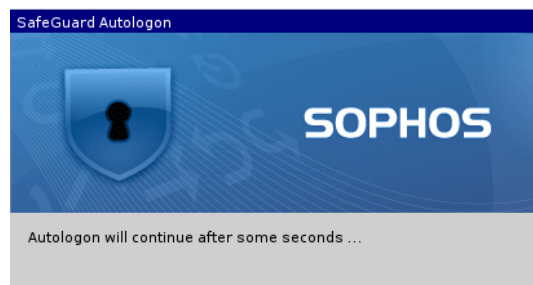 SafeGuard Autologon
SOPHOS
Autologon will continue after some seconds ...